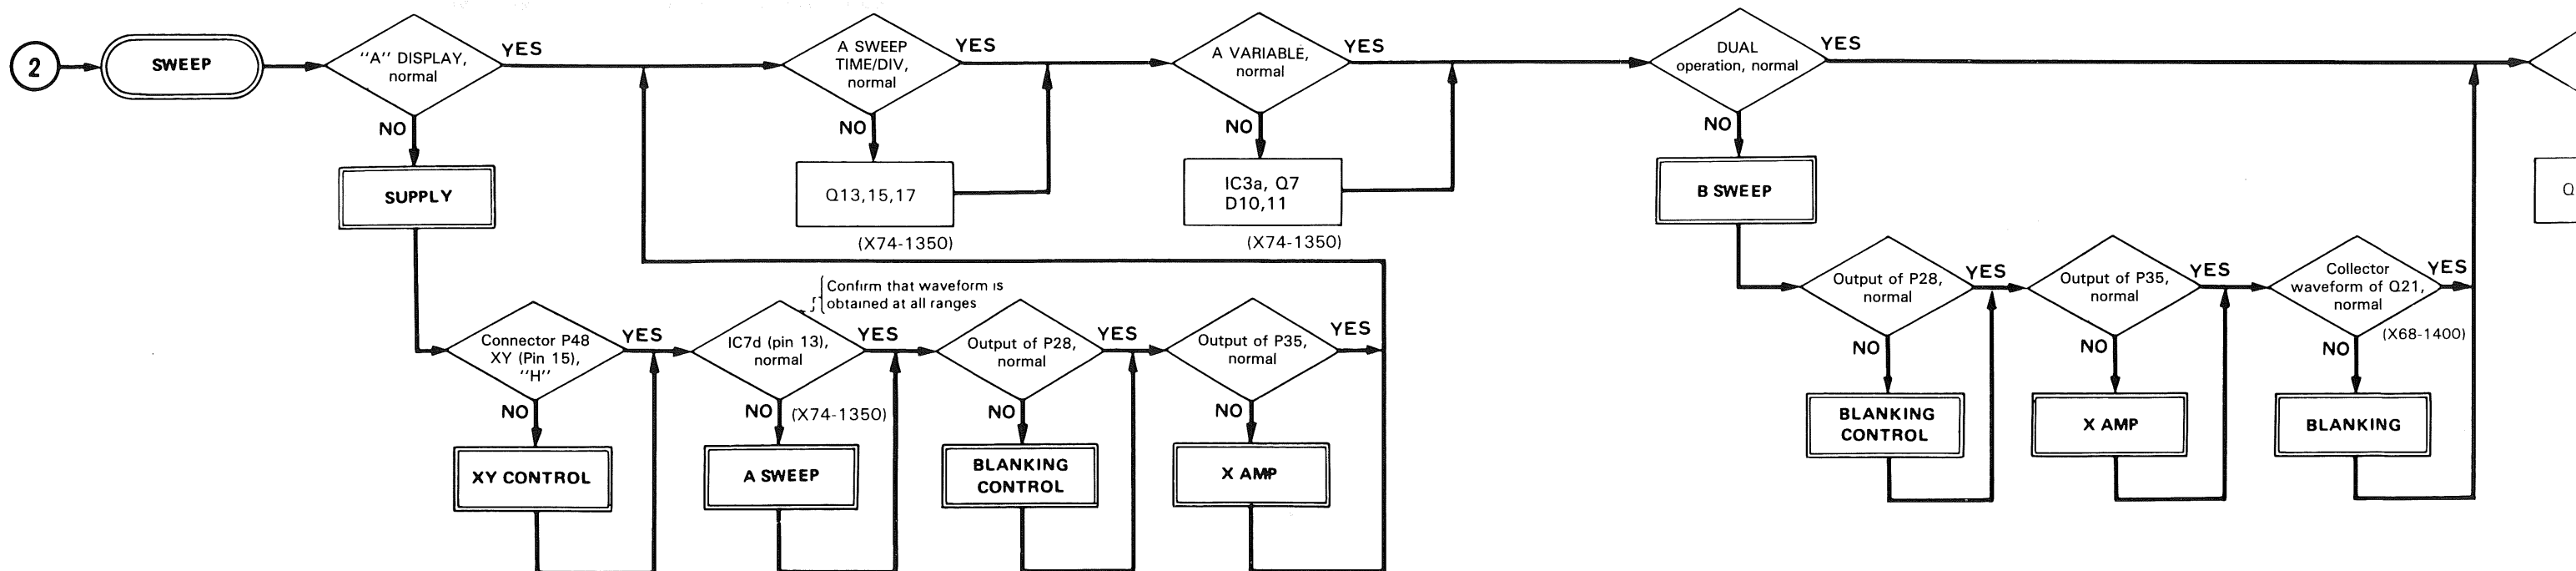 2
SWEEP
"A" DISPLAY,
normal
YES
NO
SUPPLY
A SWEEP
TIME/DIV,
normal
YES
NO
Q13,15,17
(X74-1350)
A VARIABLE,
normal
YES
NO
IC3a, Q7
D10,11
(X74-1350)
DUAL
operation, normal
YES
NO
B SWEEP
Q
Connector P48
XY (Pin 15),
"H"
YES
NO
XY CONTROL
Confirm that waveform is
obtained at all ranges
IC7d (pin 13),
normal
YES
NO
(X74-1350)
A SWEEP
Output of P28,
normal
YES
NO
BLANKING
CONTROL
Output of P35,
normal
YES
NO
X AMP
Output of P28,
normal
YES
NO
BLANKING
CONTROL
Output of P35,
normal
YES
NO
X AMP
Collector
waveform of Q21,
normal
YES
(X68-1400)
NO
BLANKING